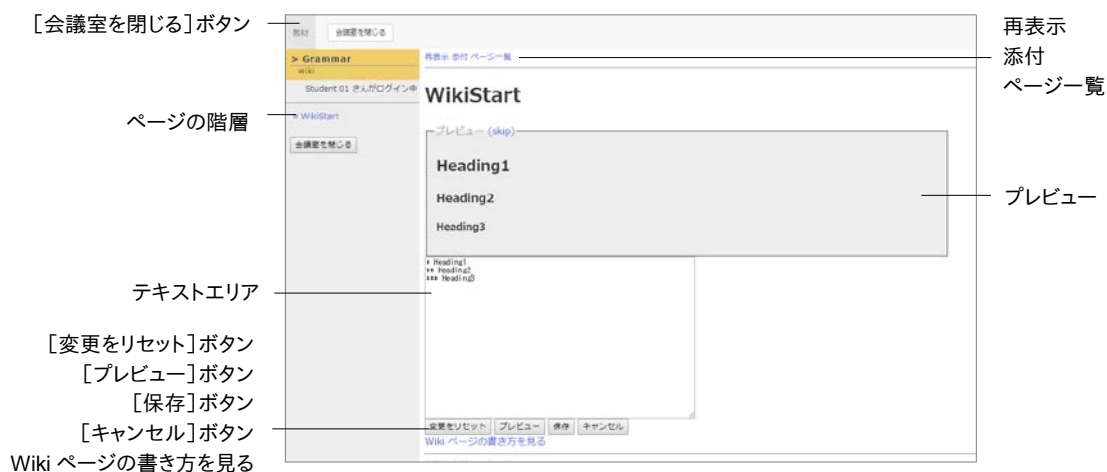 ［会議室を閉じる］ボタン
ページの階層
テキストエリア
［変更をリセット］ボタン
［プレビュー］ボタン
［保存］ボタン
［キャンセル］ボタン
Wiki ページの書き方を見る
教材 会議室を閉じる
> Grammar
wiki
Student 01 さんがログイン中
» WikiStart
会議室を閉じる
再表示 添付 ページ一覧
WikiStart
プレビュー (skip)
Heading1
Heading2
Heading3
* Heading1
** Heading2
*** Heading3
変更をリセット プレビュー 保存 キャンセル
Wiki ページの書き方を見る
再表示
添付
ページ一覧
プレビュー